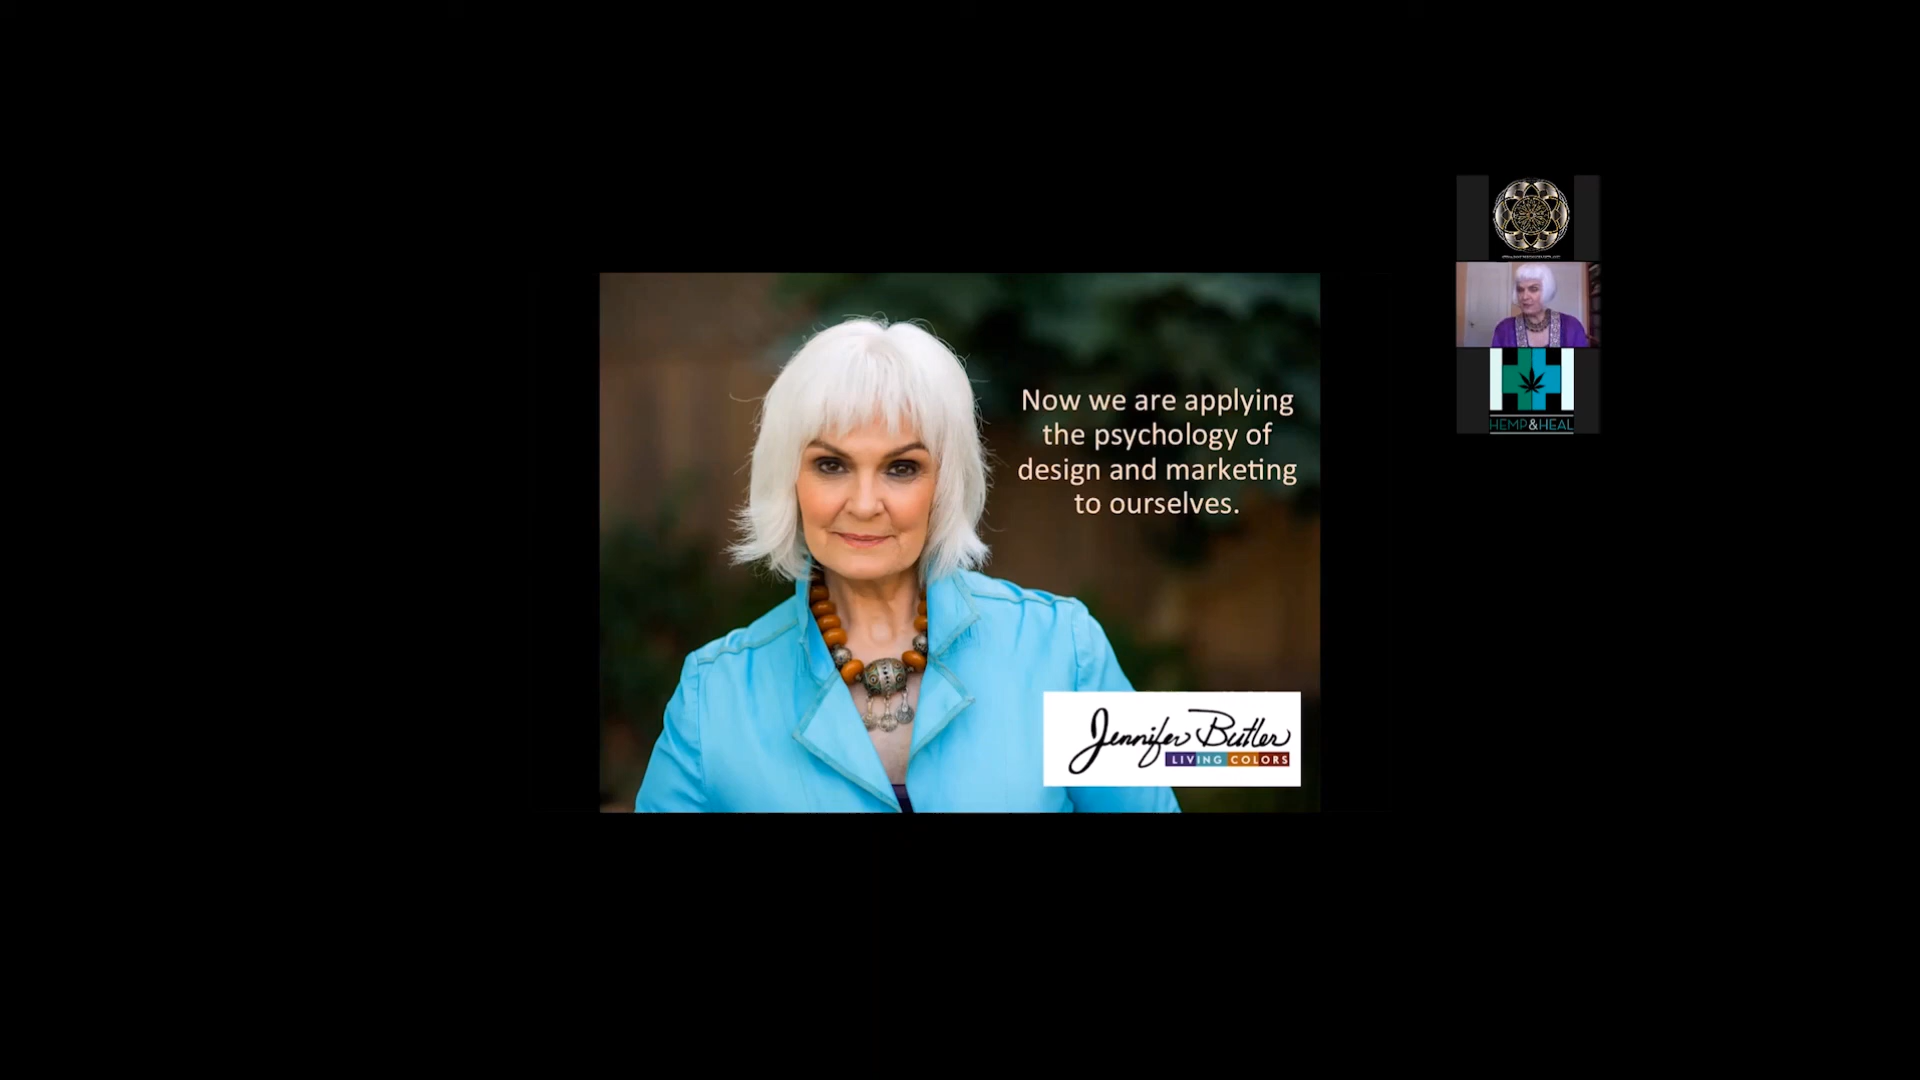 Now we are applying
the psychology of
design and marketing
to ourselves.
Jennifer Butler
LIVING COLORS
HEMP&HEAL